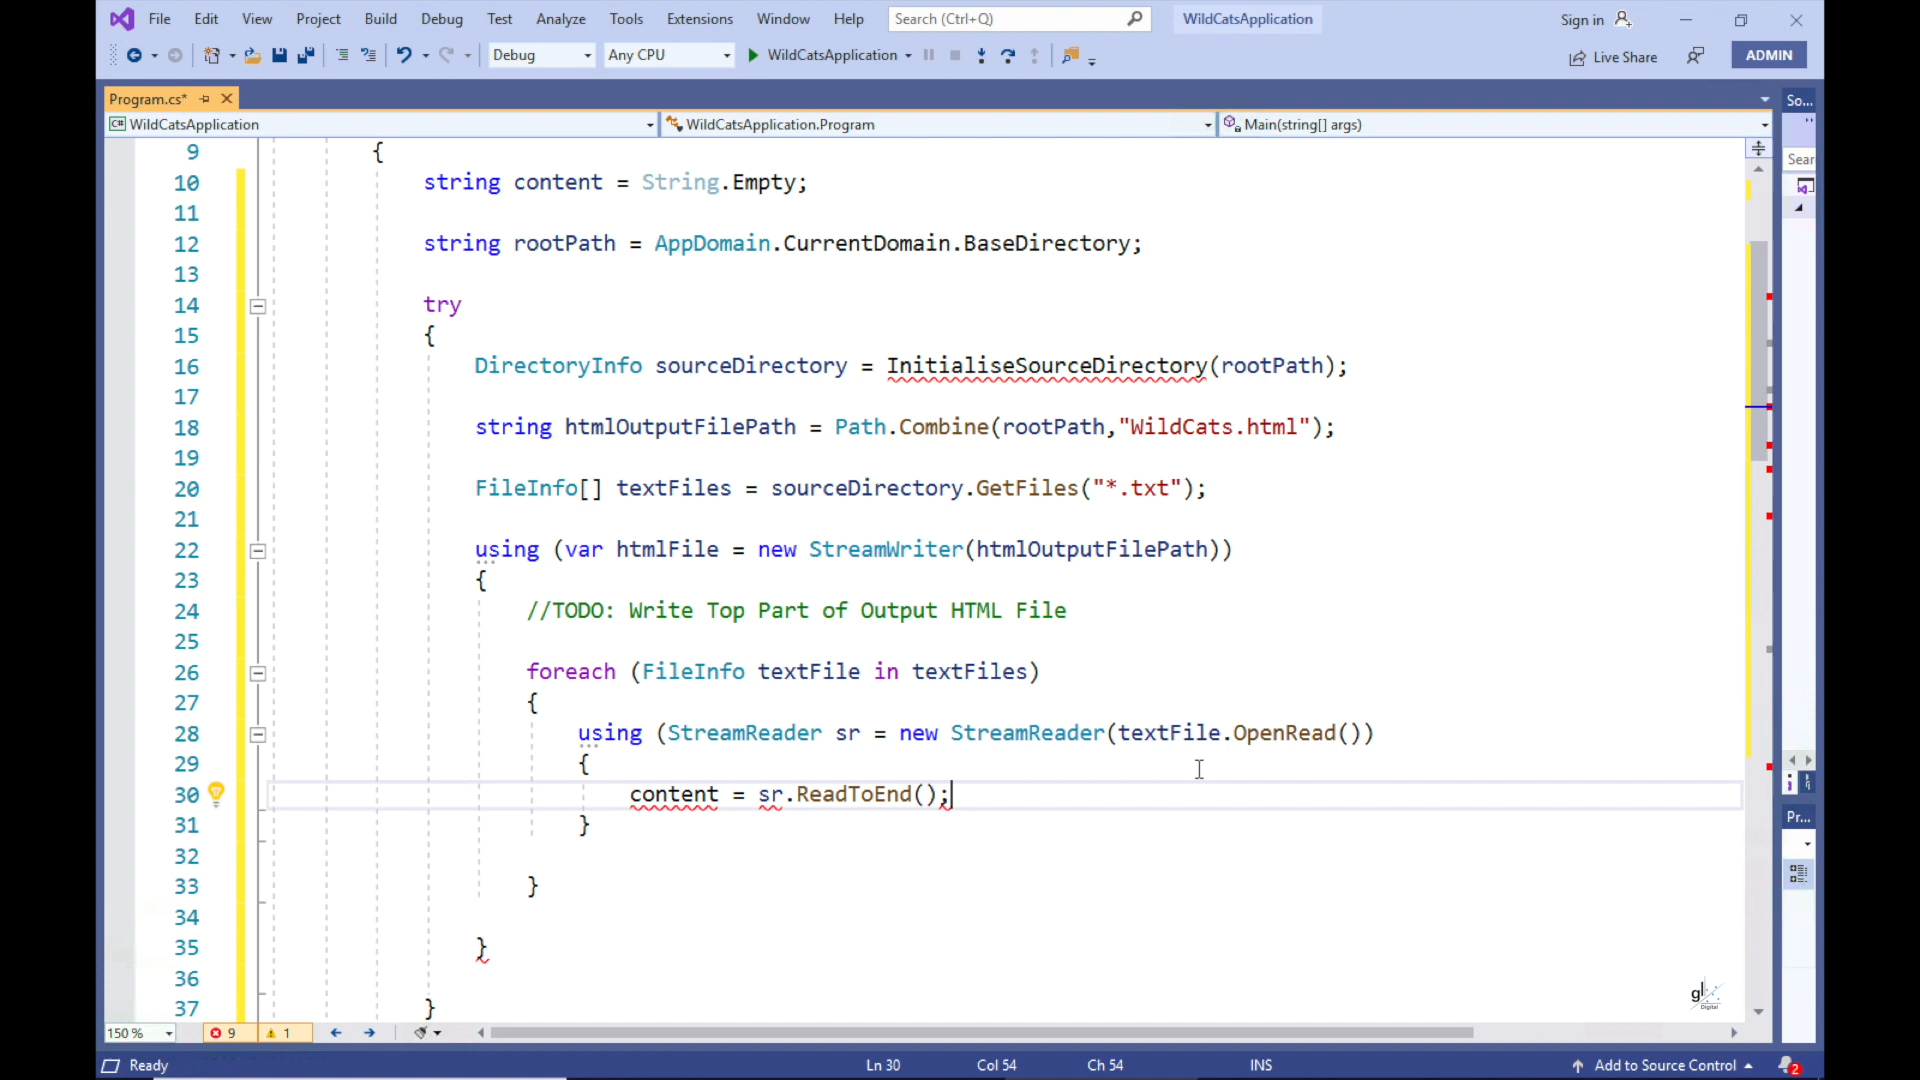 File Edit View Project Build Debug Test Analyze Tools Extensions Window Help Search (Ctrl+Q) WildCatsApplication Sign in
Debug Any CPU WildCatsApplication Live Share ADMIN
Program.cs* So...
WildCatsApplication WildCatsApplication.Program Main(string[] args)
9 {
Sear
10 string content = String.Empty;
11
12 string rootPath = AppDomain.CurrentDomain.BaseDirectory;
13
14 try
15 {
16 DirectoryInfo sourceDirectory = InitialiseSourceDirectory(rootPath);
17
18 string htmlOutputFilePath = Path.Combine(rootPath,"WildCats.html");
19
20 FileInfo[] textFiles = sourceDirectory.GetFiles("*.txt");
21
22 using (var htmlFile = new StreamWriter(htmlOutputFilePath))
23 {
24 //TODO: Write Top Part of Output HTML File
25
26 foreach (FileInfo textFile in textFiles)
27 {
28 using (StreamReader sr = new StreamReader(textFile.OpenRead())
29 {
30 content = sr.ReadToEnd();
31 }
Pr...
32
33 }
34
35 }
36
37 }
gl
Digital
150 % 9 1
Ready Ln 30 Col 54 Ch 54 INS Add to Source Control 2